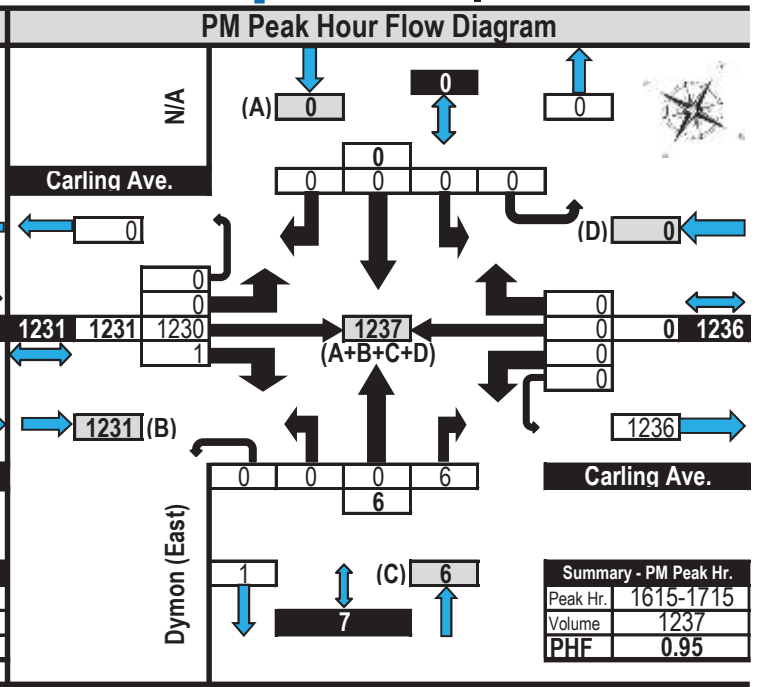 PM Peak Hour Flow Diagram
N/A
(A) 0
0
0
0
0 0 0 0
Carling Ave.
0
(D) 0
0
0
1231 1231 1230
1
1237
(A+B+C+D)
0
0 0 1236
0
0
1231 (B)
1236
0 0 0 6
6
Carling Ave.
Dymon (East)
1
(C) 6
7
Summary - PM Peak Hr.
Peak Hr. 1615-1715
Volume 1237
PHF 0.95